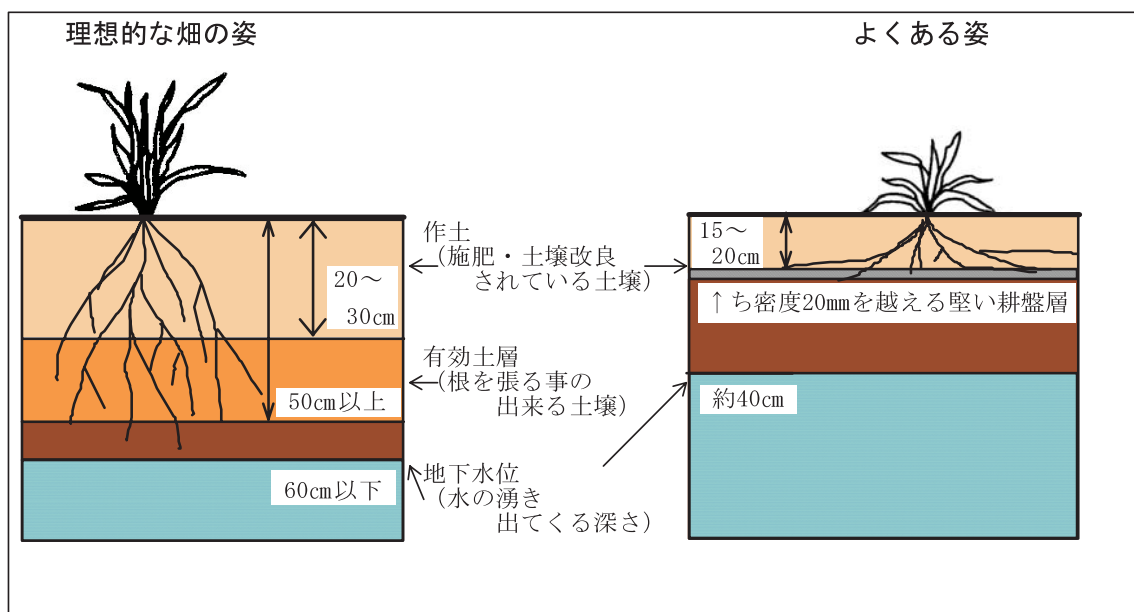 理想的な畑の姿
よくある姿
20～
30cm
50cm以上
60cm以下
作土
(施肥・土壌改良
されている土壌)
有効土層
(根を張る事の
出来る土壌)
地下水位
(水の湧き
出てくる深さ)
15～
20cm
↑ち密度20mmを越える堅い耕盤層
約40cm